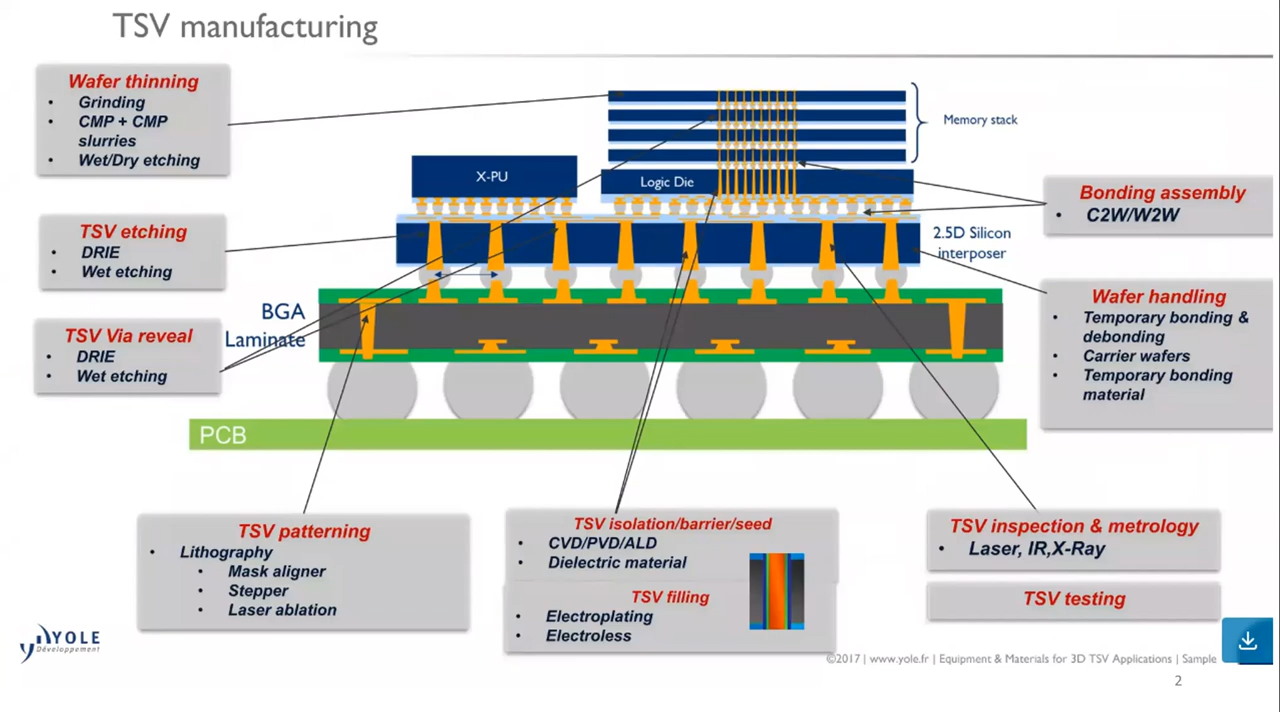 TSV manufacturing
Wafer thinning
• Grinding
• CMP + CMP
slurries
• Wet/Dry etching
Memory stack
X-PU
Logic Die
Bonding assembly
• C2W/W2W
TSV etching
• DRIE
• Wet etching
2.5D Silicon
interposer
Wafer handling
• Temporary bonding &
debonding
• Carrier wafers
• Temporary bonding
material
BGA
Laminate
TSV Via reveal
• DRIE
• Wet etching
PCB
TSV patterning
• Lithography
• Mask aligner
• Stepper
• Laser ablation
TSV isolation/barrier/seed
• CVD/PVD/ALD
• Dielectric material
TSV filling
• Electroplating
• Electroless
TSV inspection & metrology
• Laser, IR,X-Ray
TSV testing
YOLE
Développement
©2017 | www.yole.fr | Equipment & Materials for 3D TSV Applications | Sample
2